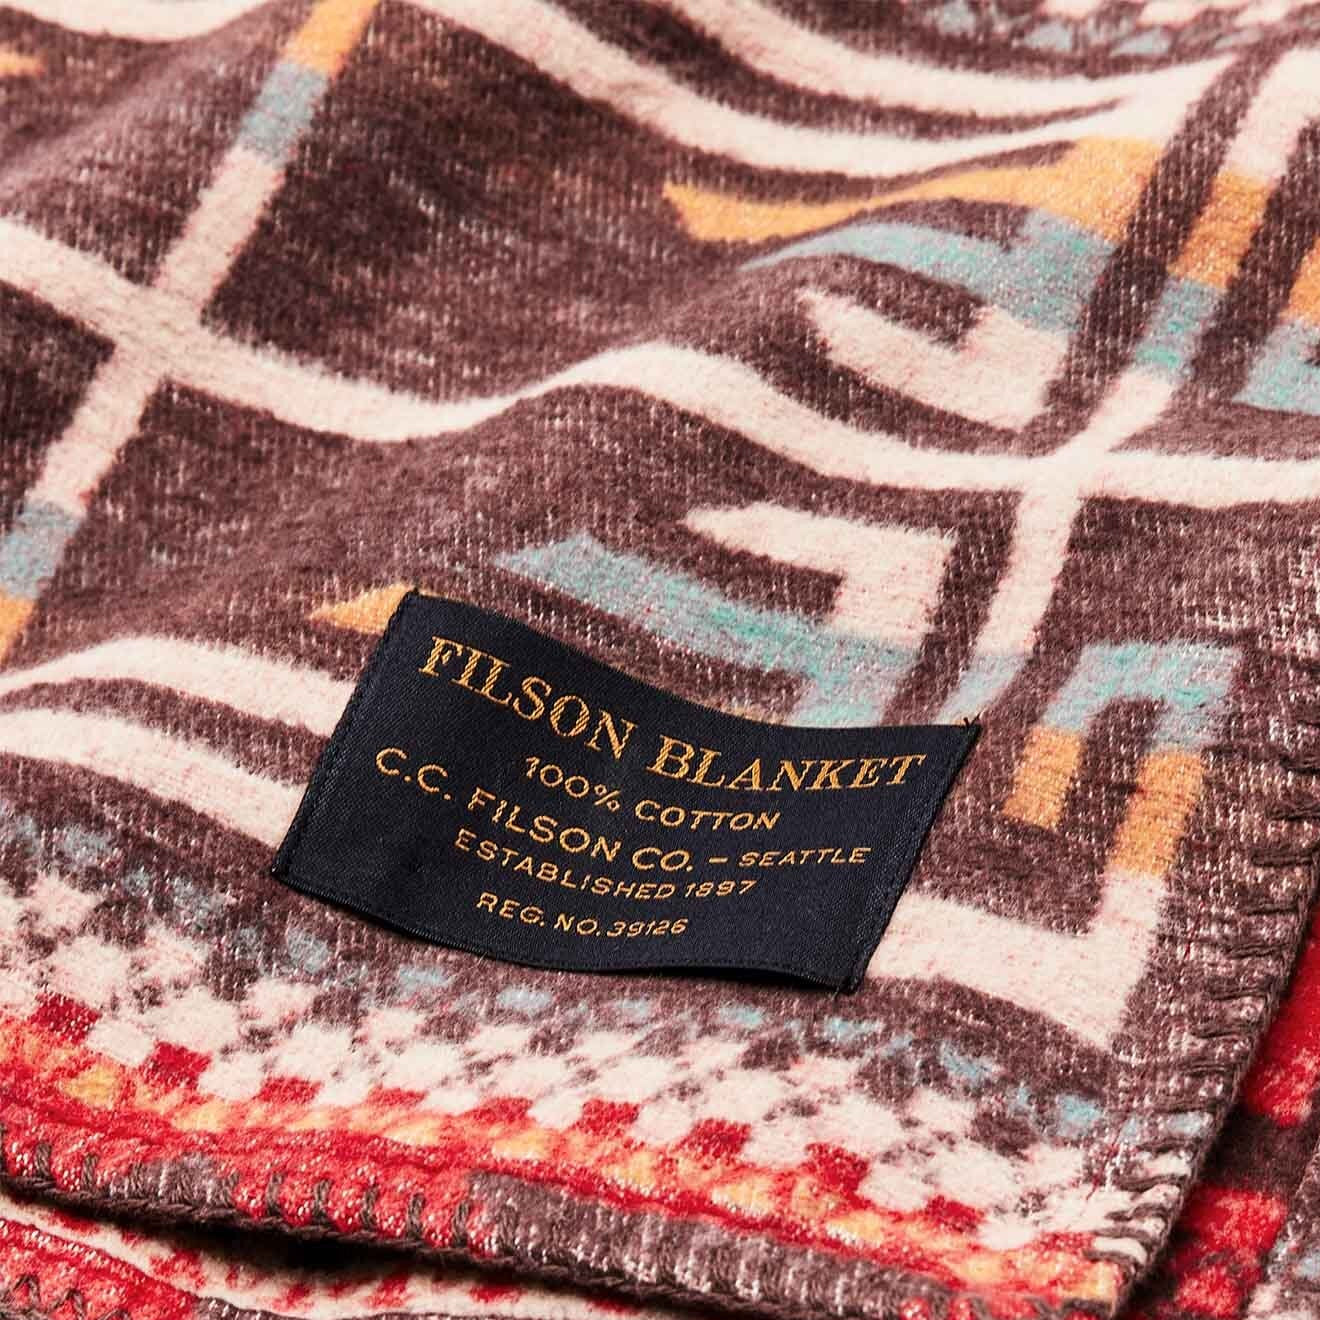 FILSON BLANKET
100% COTTON
C.C. FILSON CO. – SEATTLE
ESTABLISHED 1897
REG. NO. 39126